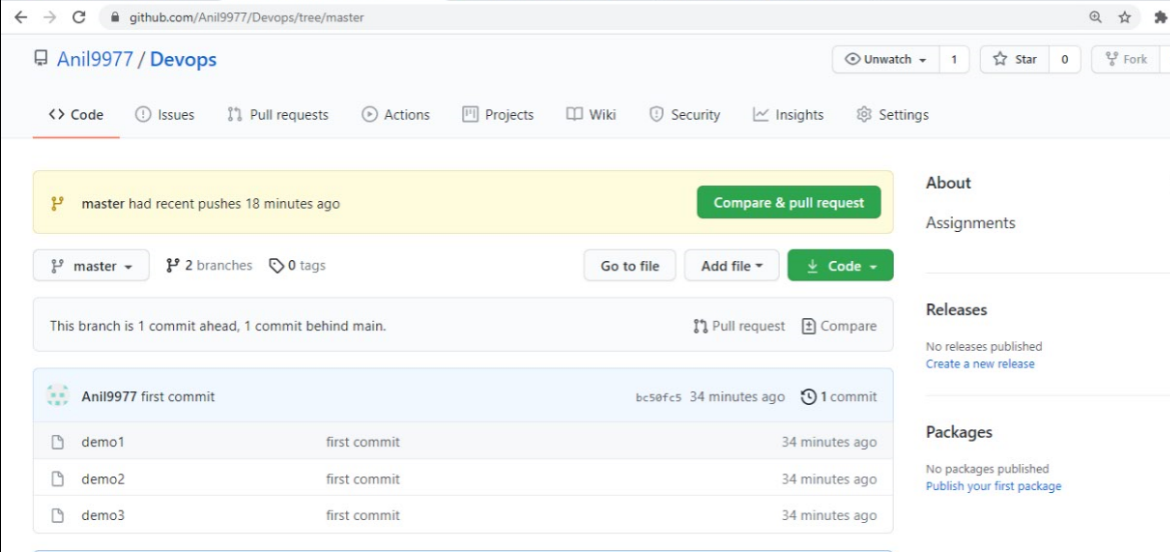 github.com/Anil9977/Devops/tree/master
Anil9977 / Devops
Unwatch 1 Star 0 Fork
Code Issues Pull requests Actions Projects Wiki Security Insights Settings
master had recent pushes 18 minutes ago Compare & pull request
master 2 branches 0 tags Go to file Add file Code
This branch is 1 commit ahead, 1 commit behind main. Pull request Compare
Anil9977 first commit bc50fc5 34 minutes ago 1 commit
demo1 first commit 34 minutes ago
demo2 first commit 34 minutes ago
demo3 first commit 34 minutes ago
About
Assignments
Releases
No releases published
Create a new release
Packages
No packages published
Publish your first package